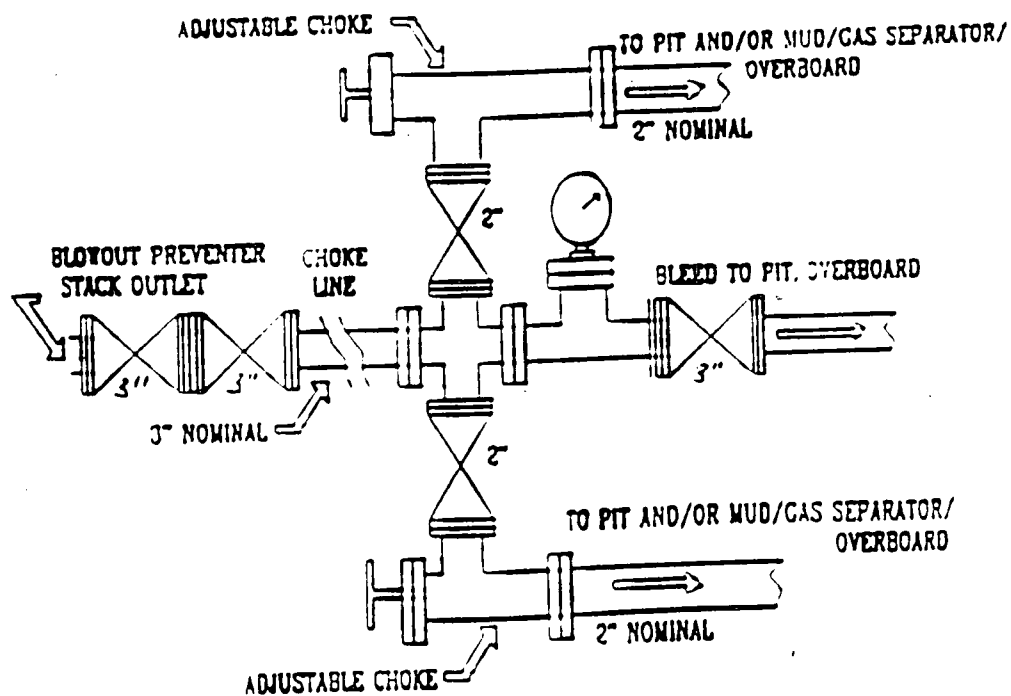 ADJUSTABLE CHOKE
TO PIT AND/OR MUD/GAS SEPARATOR/
OVERBOARD
2" NOMINAL
2"
BLOWOUT PREVENTER
STACK OUTLET
CHOKE
LINE
BLEED TO PIT, OVERBOARD
3"
3"
3"
3" NOMINAL
2"
TO PIT AND/OR MUD/GAS SEPARATOR/
OVERBOARD
2" NOMINAL
ADJUSTABLE CHOKE